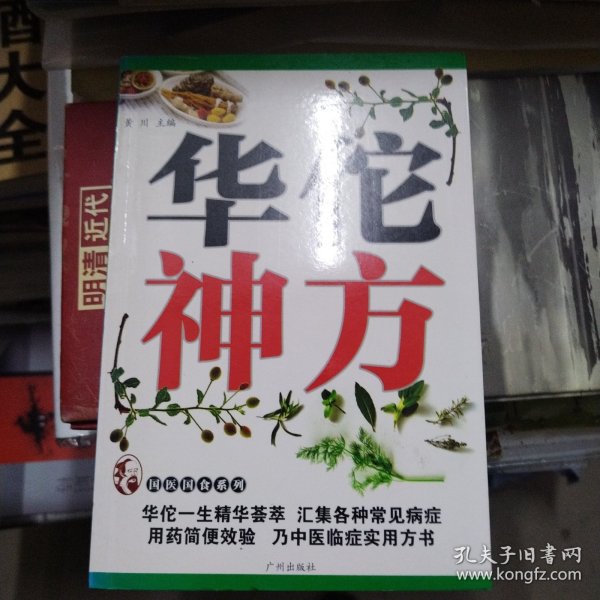 酒大全
明清近代
黄川 主编
华佗
神方
国医国食系列
华佗一生精华荟萃 汇集各种常见病症
用药简便效验 乃中医临症实用方书
广州出版社
孔夫子旧书网
www.kongfz.com